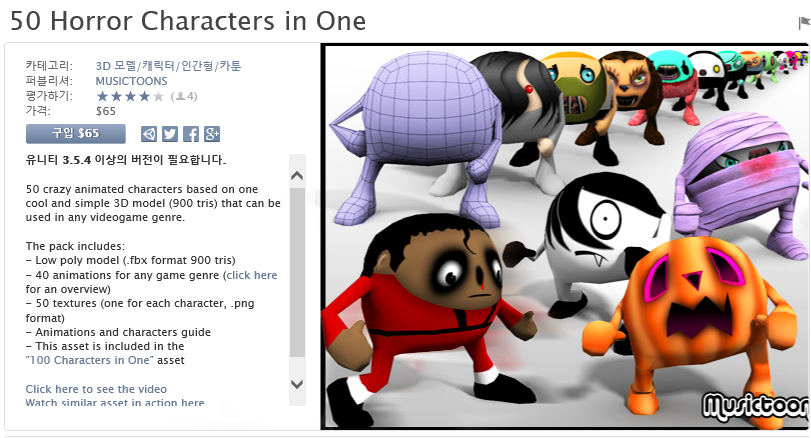 50 Horror Characters in One
카테고리: 3D 모델/캐릭터/인간형/카툰
퍼블리셔: MUSICTOONS
평가하기: (4)
가격: $65
구입 $65
유니티 3.5.4 이상의 버전이 필요합니다.
50 crazy animated characters based on one
cool and simple 3D model (900 tris) that can be
used in any videogame genre.
The pack includes:
- Low poly model (.fbx format 900 tris)
- 40 animations for any game genre (click here
for an overview)
- 50 textures (one for each character, .png
format)
- Animations and characters guide
- This asset is included in the
"100 Characters in One" asset
Click here to see the video
Watch similar asset in action here
Musictoon